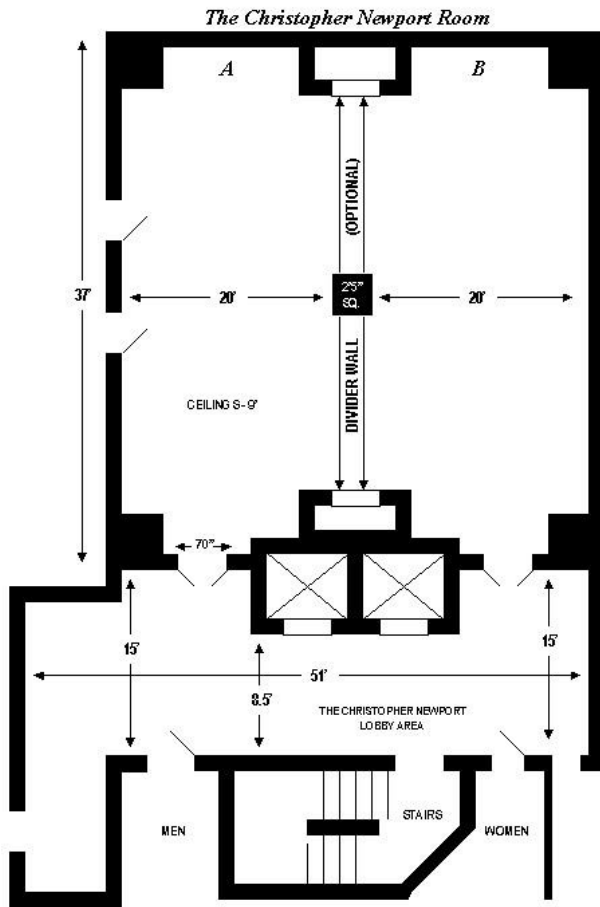 The Christopher Newport Room
A
B
(OPTIONAL)
37'
20'
2'5"
SQ.
20'
DIVIDER WALL
CEILING S - 9'
70"
15'
15'
51'
8.5'
THE CHRISTOPHER NEWPORT
LOBBY AREA
STAIRS
MEN
WOMEN